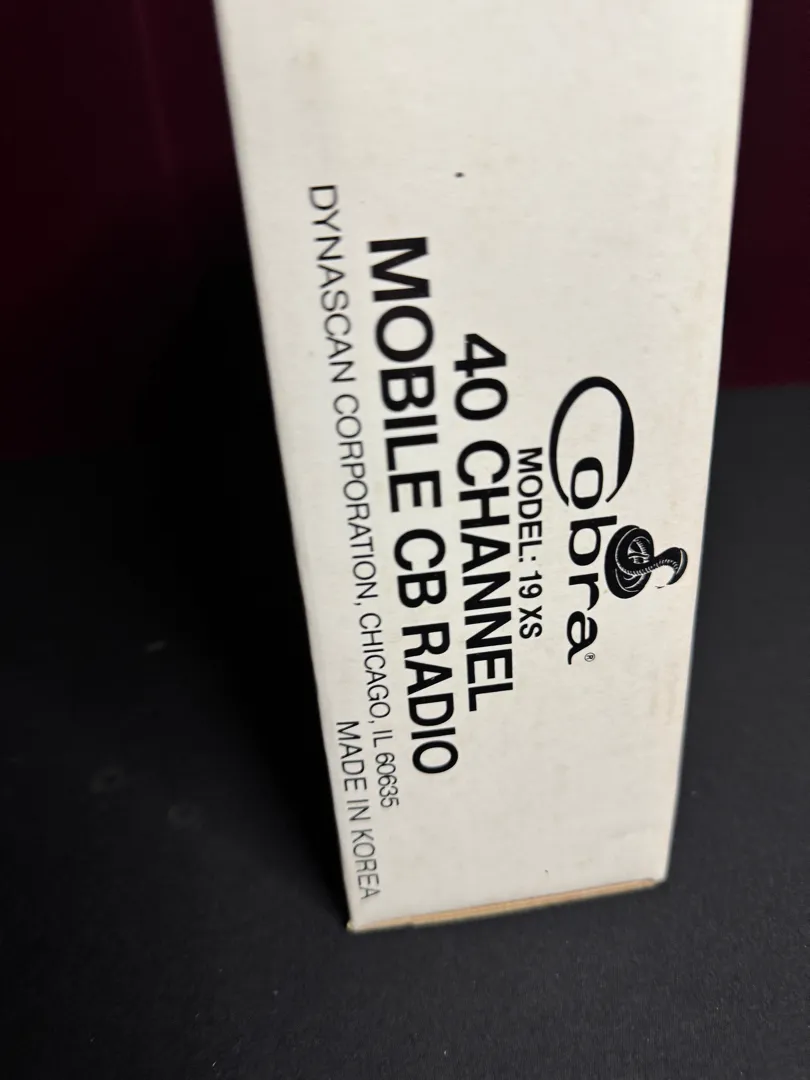 Cobra®
MODEL: 19 XS
40 CHANNEL
MOBILE CB RADIO
DYNASCAN CORPORATION, CHICAGO, IL 60635
MADE IN KOREA